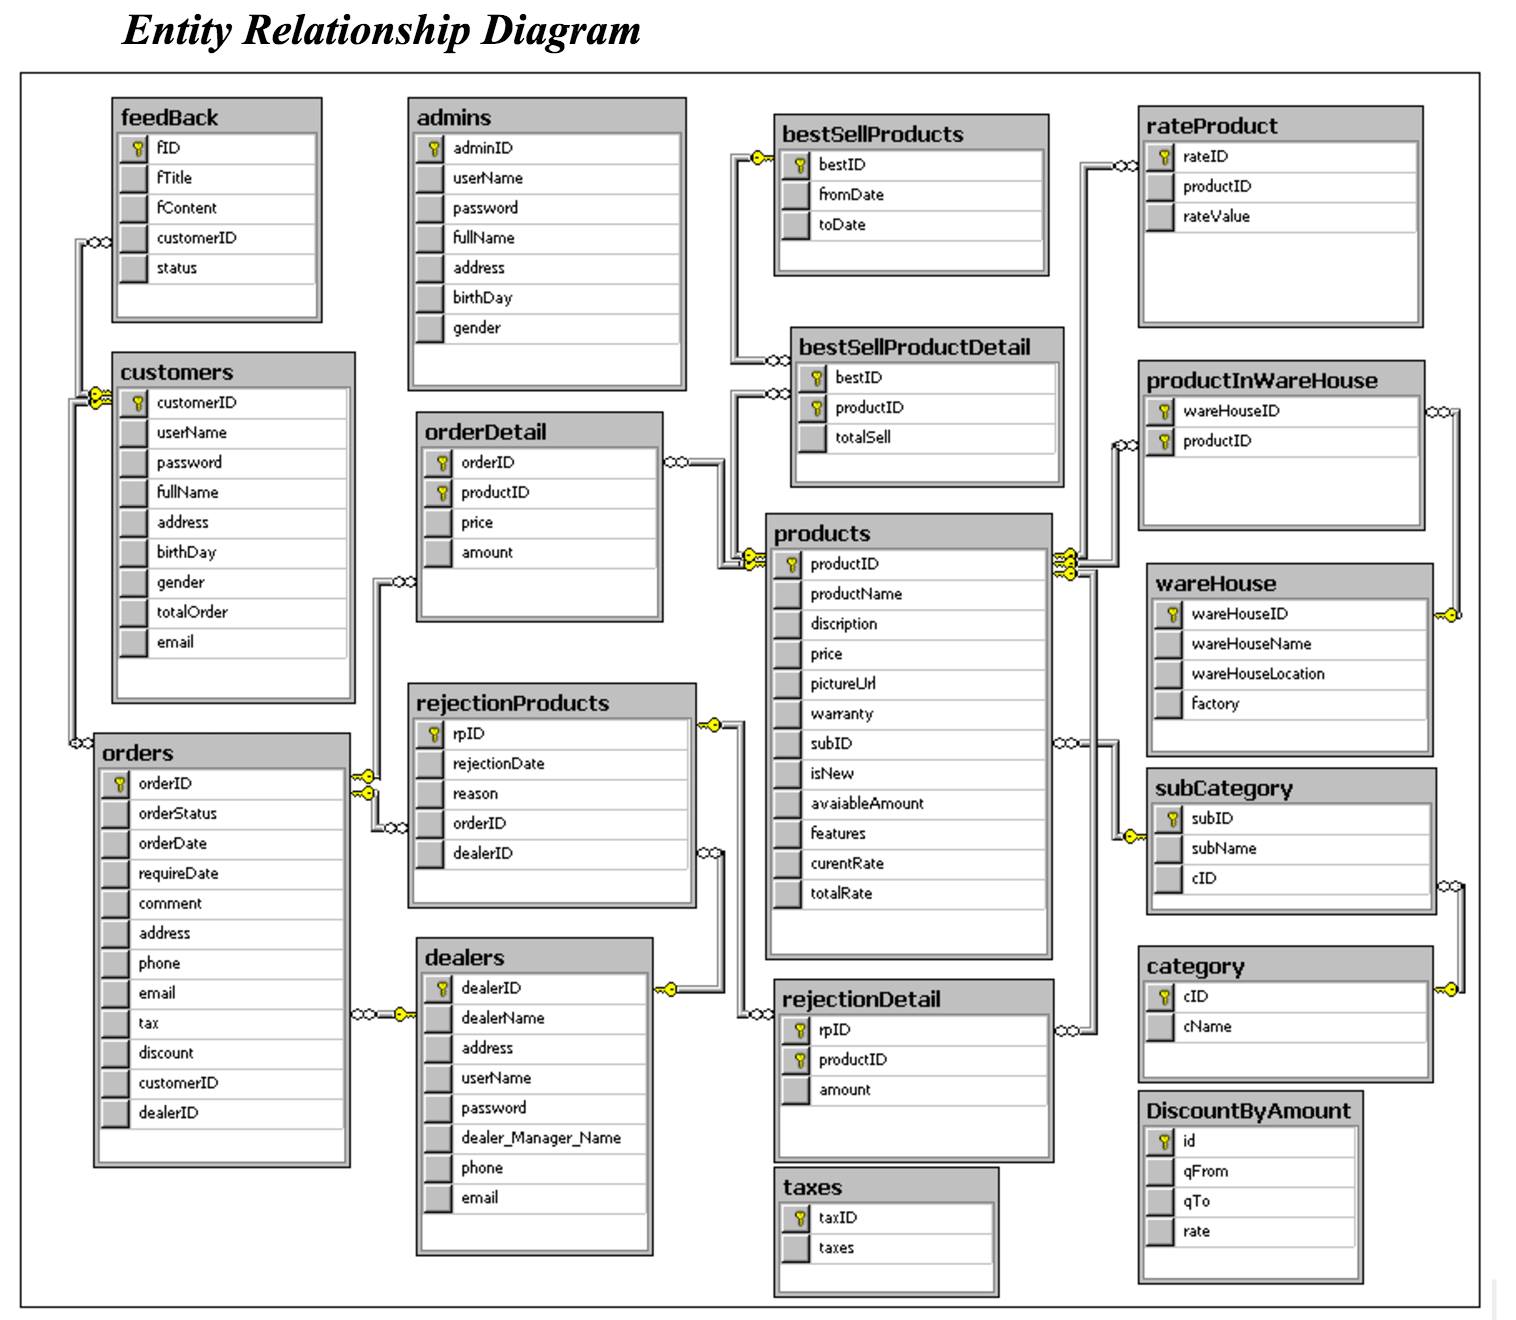 Entity Relationship Diagram
feedBack
fID
fTitle
fContent
customerID
status
customers
customerID
userName
password
fullName
address
birthDay
gender
totalOrder
email
orders
orderID
orderStatus
orderDate
requireDate
comment
address
phone
email
tax
discount
customerID
dealerID
admins
adminID
userName
password
fullName
address
birthDay
gender
orderDetail
orderID
productID
price
amount
rejectionProducts
rpID
rejectionDate
reason
orderID
dealerID
dealers
dealerID
dealerName
address
userName
password
dealer_Manager_Name
phone
email
bestSellProducts
bestID
fromDate
toDate
bestSellProductDetail
bestID
productID
totalSell
products
productID
productName
discription
price
pictureUrl
warranty
subID
isNew
avaiableAmount
features
curentRate
totalRate
rejectionDetail
rpID
productID
amount
taxes
taxID
taxes
rateProduct
rateID
productID
rateValue
productInWareHouse
wareHouseID
productID
wareHouse
wareHouseID
wareHouseName
wareHouseLocation
factory
subCategory
subID
subName
cID
category
cID
cName
DiscountByAmount
id
qFrom
qTo
rate